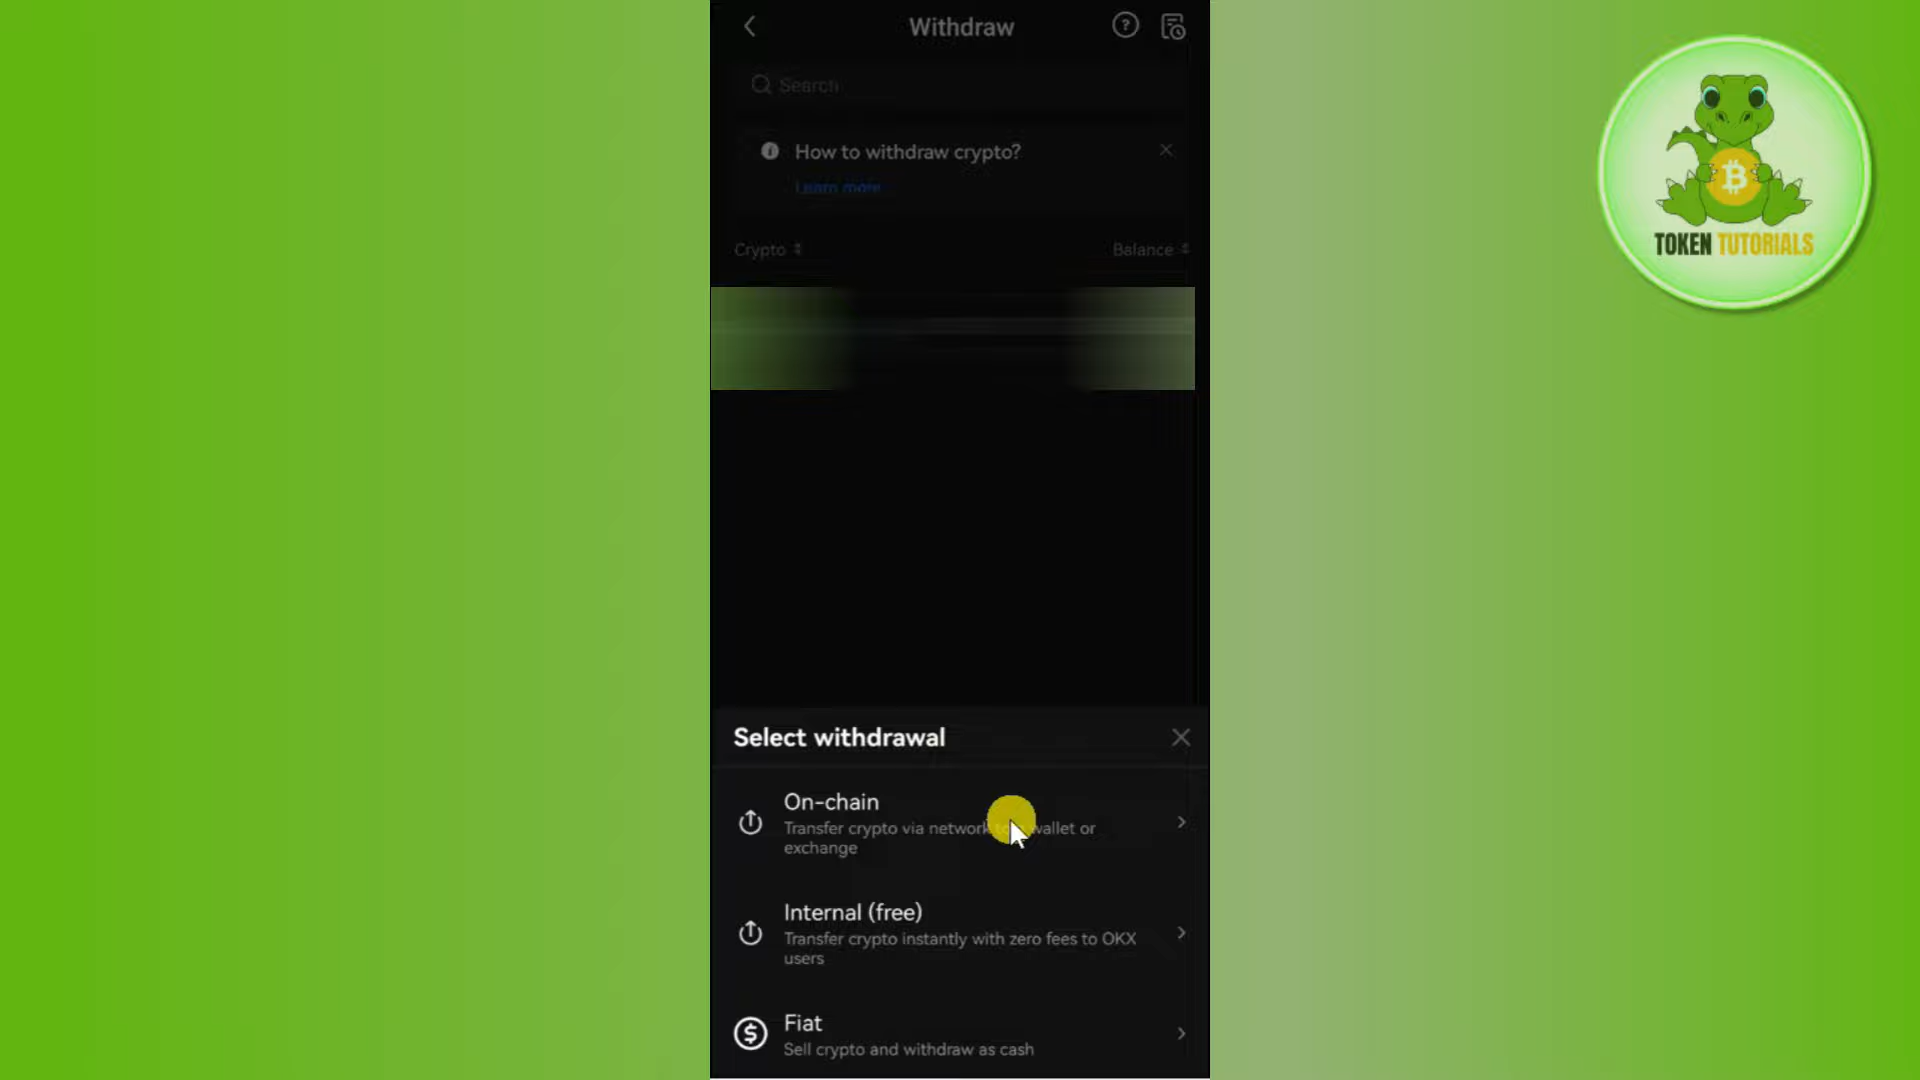 Withdraw
Search
How to withdraw crypto?
Learn more
Crypto
Balance
Select withdrawal
On-chain
Transfer crypto via network to a wallet or
exchange
Internal (free)
Transfer crypto instantly with zero fees to OKX
users
Fiat
Sell crypto and withdraw as cash
TOKEN TUTORIALS